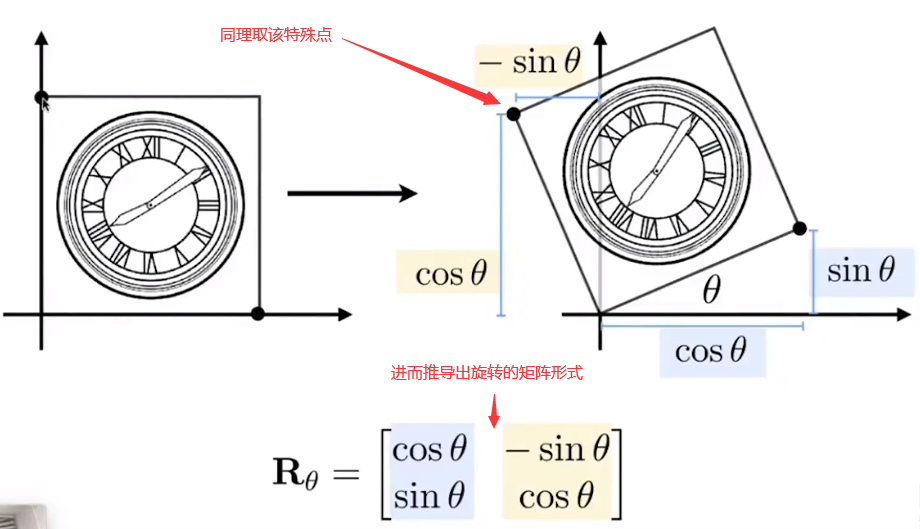 同理取该特殊点
− sin θ
cos θ
sin θ
θ
cos θ
进而推导出旋转的矩阵形式
R_θ = [cos θ − sin θ
sin θ cos θ]